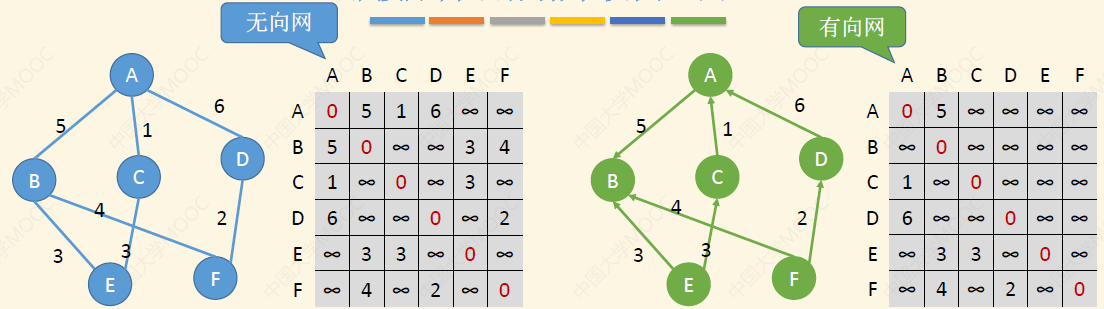 无向网
A
5
1
6
B
C
D
4
2
3
3
E
F
A B C D E F
A 0 5 1 6 ∞ ∞
B 5 0 ∞ ∞ 3 4
C 1 ∞ 0 ∞ 3 ∞
D 6 ∞ ∞ 0 ∞ 2
E ∞ 3 3 ∞ 0 ∞
F ∞ 4 ∞ 2 ∞ 0
有向网
A
5
1
6
B
C
D
4
2
3
3
E
F
A B C D E F
A 0 5 ∞ ∞ ∞ ∞
B ∞ 0 ∞ ∞ ∞ ∞
C 1 ∞ 0 ∞ ∞ ∞
D 6 ∞ ∞ 0 ∞ ∞
E ∞ 3 3 ∞ 0 ∞
F ∞ 4 ∞ 2 ∞ 0
中国大学MOOC